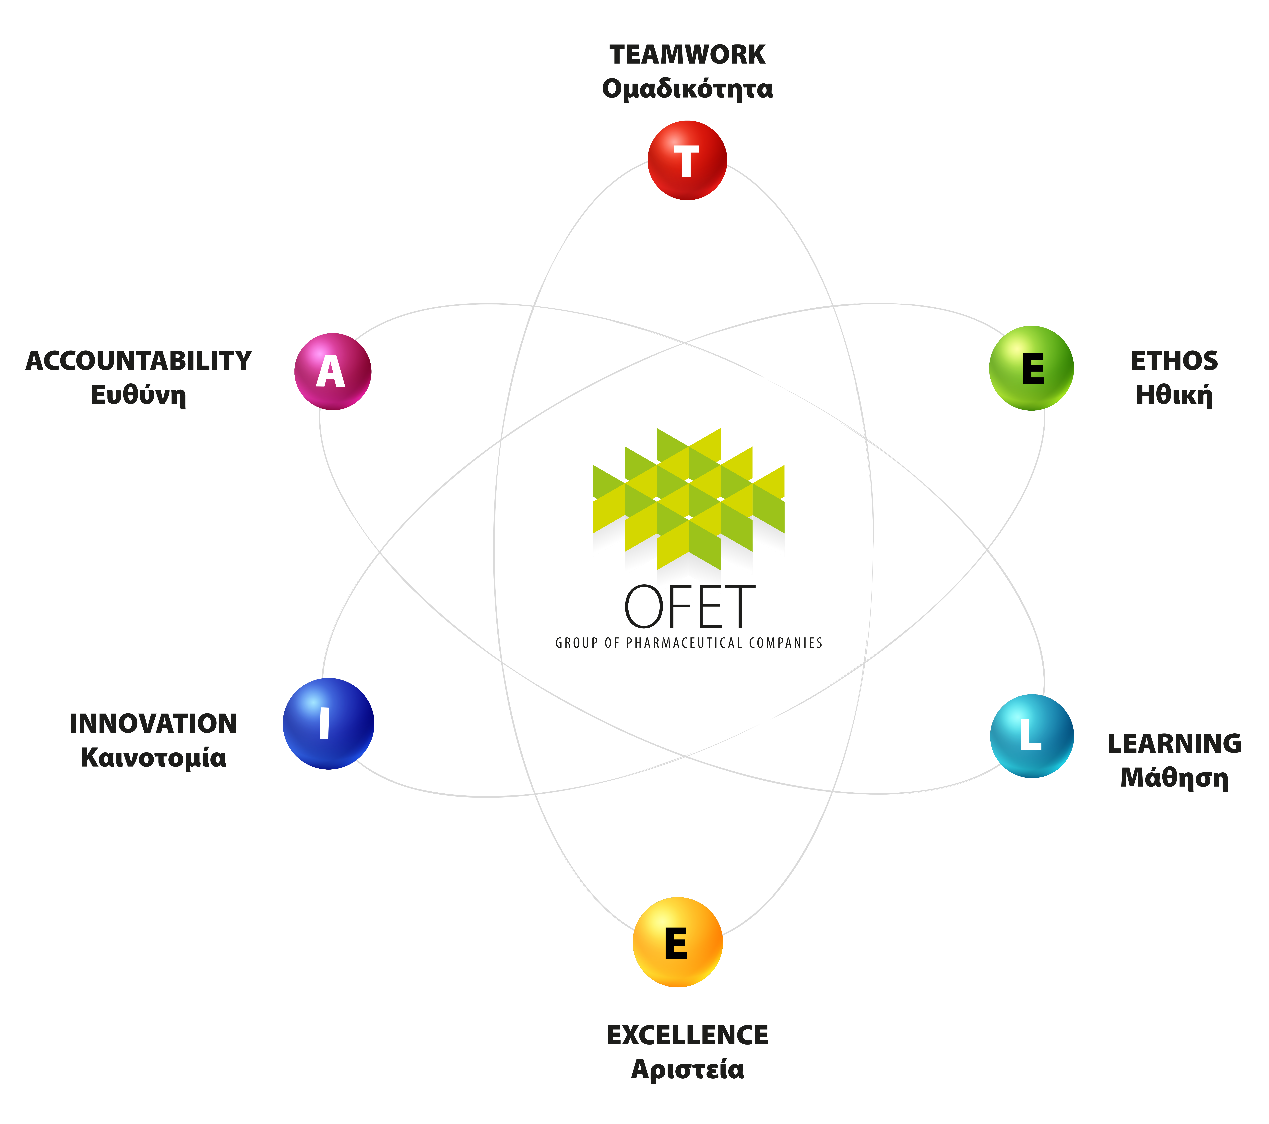 TEAMWORK
Ομαδικότητα
T
ACCOUNTABILITY
Ευθύνη
A
E
ETHOS
Ηθική
OFET
GROUP OF PHARMACEUTICAL COMPANIES
INNOVATION
Καινοτομία
I
L
LEARNING
Μάθηση
E
EXCELLENCE
Αριστεία